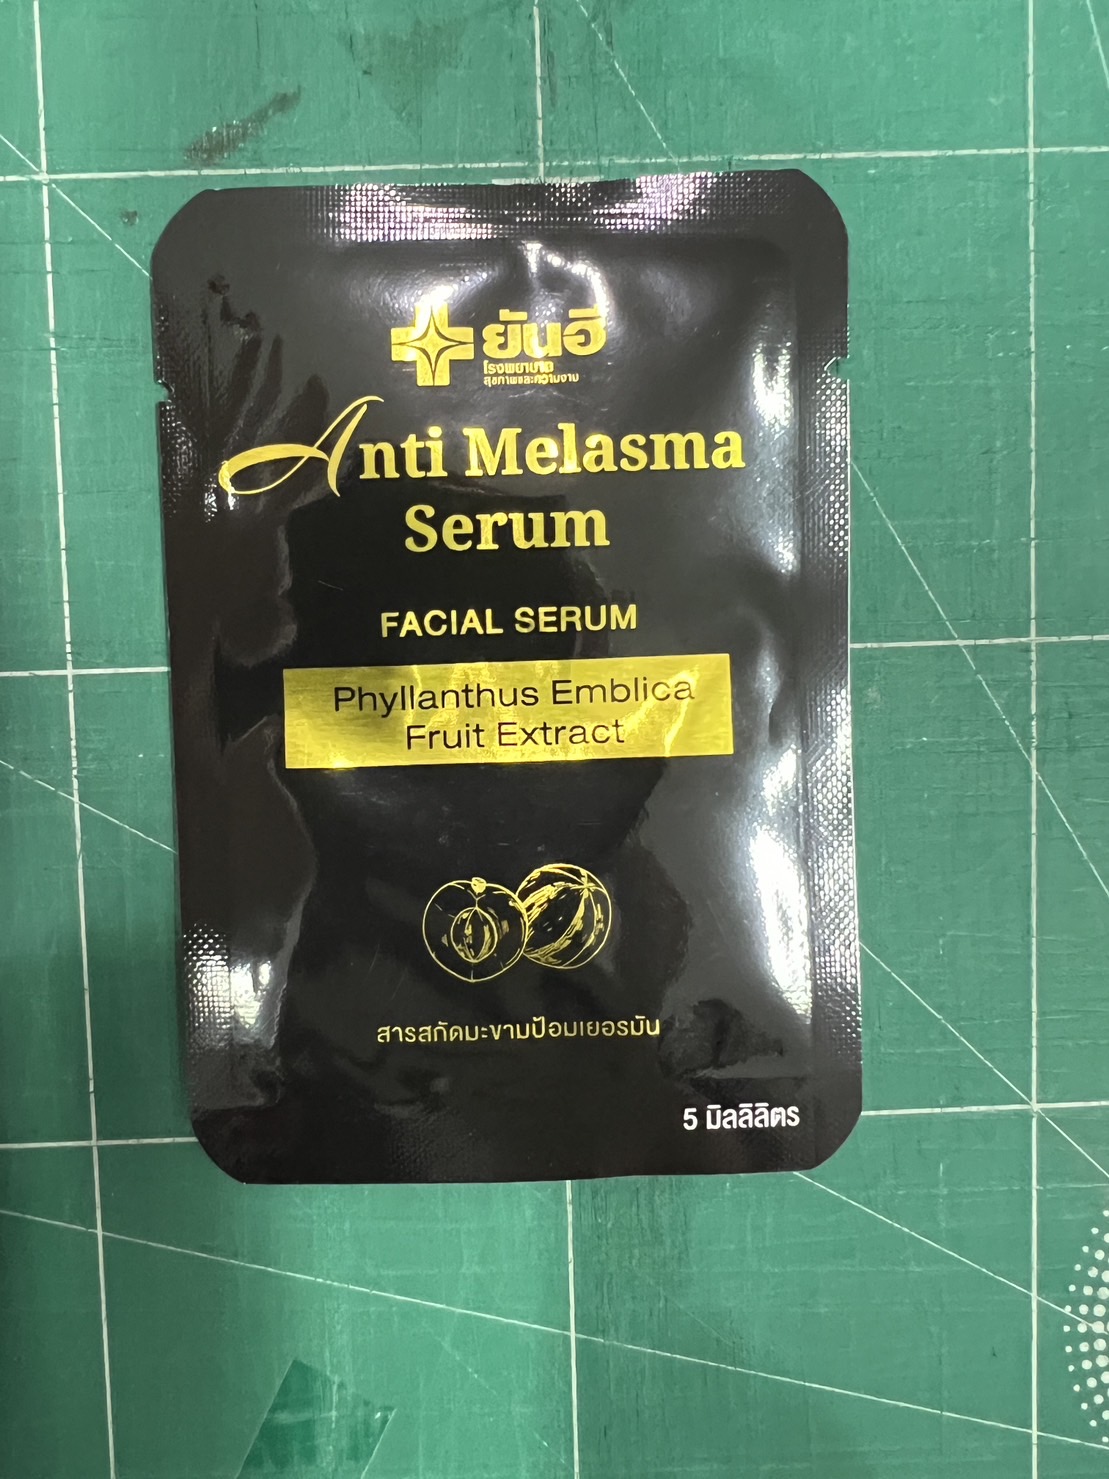 ยันฮี
โรงพยาบาล
สุขภาพและความงาม
Anti Melasma
Serum
FACIAL SERUM
Phyllanthus Emblica
Fruit Extract
สารสกัดมะขามป้อมเยอรมัน
5 มิลลิลิตร